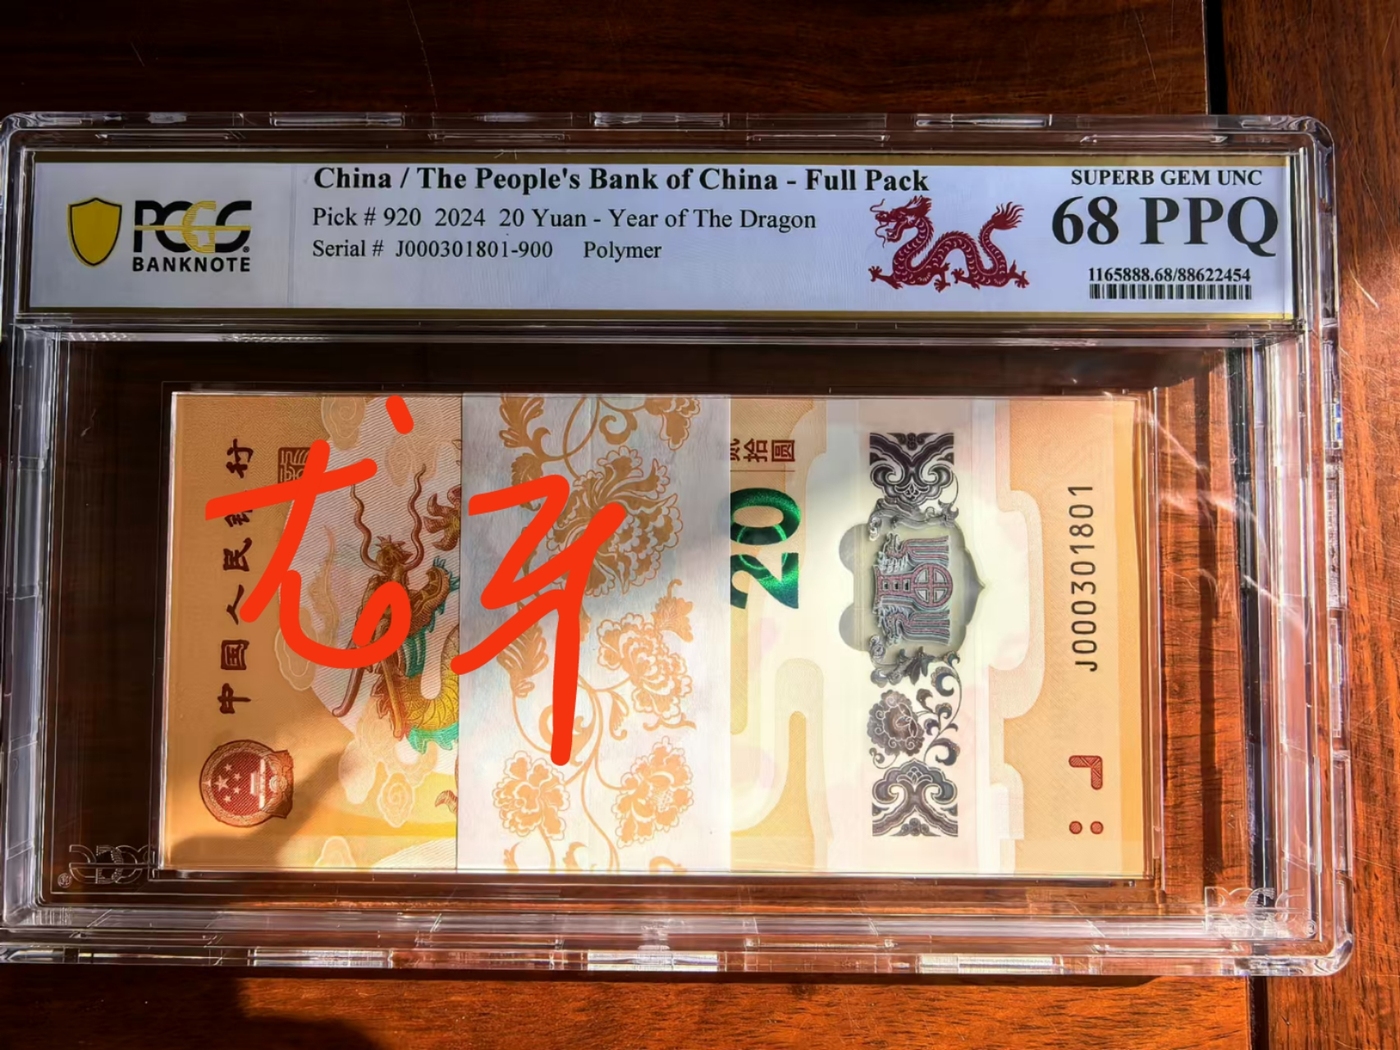 PCGS
BANKNOTE
China / The People's Bank of China - Full Pack
Pick # 920 2024 20 Yuan - Year of The Dragon
Serial # J000301801-900 Polymer
SUPERB GEM UNC
68 PPQ
1165888.68/88622454
中国人民银行
贰拾圆
20
J000301801
PCGS
PCGS